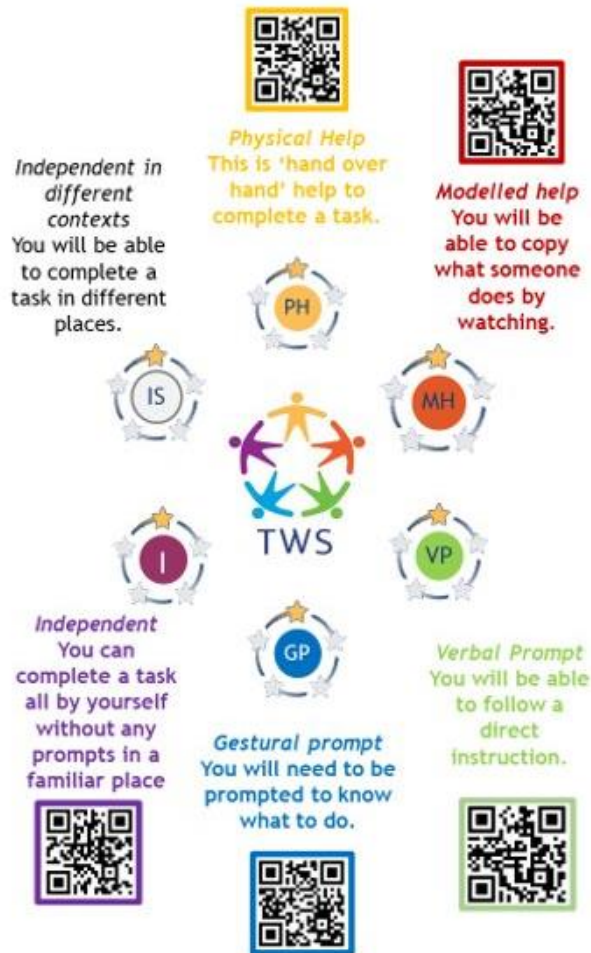 Physical Help
This is ‘hand over
hand’ help to
complete a task.
Modelled help
You will be
able to copy
what someone
does by
watching.
Independent in
different
contexts
You will be able
to complete a
task in different
places.
PH
IS
MH
TWS
I
VP
GP
Independent
You can
complete a task
all by yourself
without any
prompts in a
familiar place
Gestural prompt
You will need to be
prompted to know
what to do.
Verbal Prompt
You will be able
to follow a
direct
instruction.